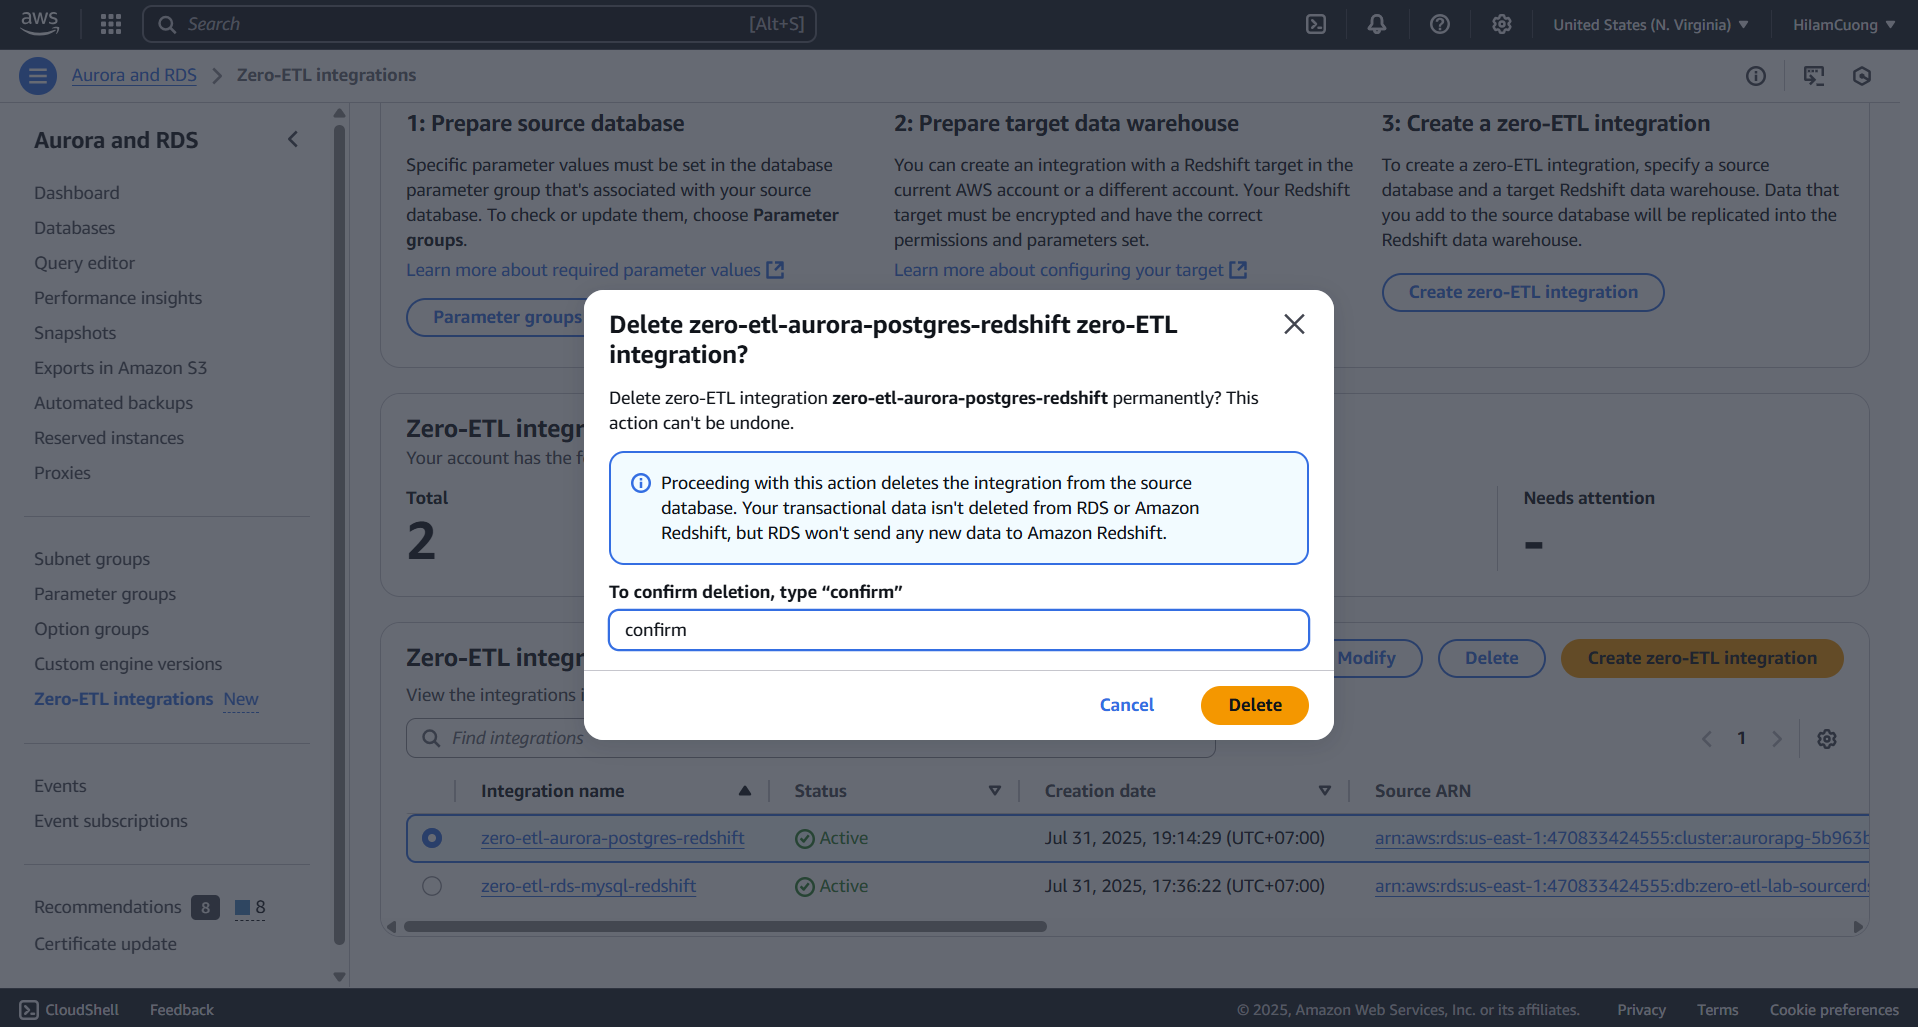 aws
Search
[Alt+S]
United States (N. Virginia)
HilamCuong
Aurora and RDS
Zero-ETL integrations
Aurora and RDS
Dashboard
Databases
Query editor
Performance insights
Snapshots
Exports in Amazon S3
Automated backups
Reserved instances
Proxies
Subnet groups
Parameter groups
Option groups
Custom engine versions
Zero-ETL integrations New
Events
Event subscriptions
Recommendations 8 8
Certificate update
1: Prepare source database
Specific parameter values must be set in the database
parameter group that's associated with your source
database. To check or update them, choose Parameter
groups.
Learn more about required parameter values
Parameter groups
2: Prepare target data warehouse
You can create an integration with a Redshift target in the
current AWS account or a different account. Your Redshift
target must be encrypted and have the correct
permissions and parameters set.
Learn more about configuring your target
3: Create a zero-ETL integration
To create a zero-ETL integration, specify a source
database and a target Redshift data warehouse. Data that
you add to the source database will be replicated into the
Redshift data warehouse.
Create zero-ETL integration
Zero-ETL integr
Your account has the f
Total
2
Needs attention
-
Delete zero-etl-aurora-postgres-redshift zero-ETL
integration?
Delete zero-ETL integration zero-etl-aurora-postgres-redshift permanently? This
action can't be undone.
Proceeding with this action deletes the integration from the source
database. Your transactional data isn't deleted from RDS or Amazon
Redshift, but RDS won't send any new data to Amazon Redshift.
To confirm deletion, type “confirm”
confirm
Cancel
Delete
Zero-ETL integr
View the integrations i
Modify
Delete
Create zero-ETL integration
Find integrations
1
Integration name
Status
Creation date
Source ARN
zero-etl-aurora-postgres-redshift
Active
Jul 31, 2025, 19:14:29 (UTC+07:00)
arn:aws:rds:us-east-1:470833424555:cluster:aurorapg-5b963b
zero-etl-rds-mysql-redshift
Active
Jul 31, 2025, 17:36:22 (UTC+07:00)
arn:aws:rds:us-east-1:470833424555:db:zero-etl-lab-sourcerds
CloudShell
Feedback
© 2025, Amazon Web Services, Inc. or its affiliates.
Privacy
Terms
Cookie preferences